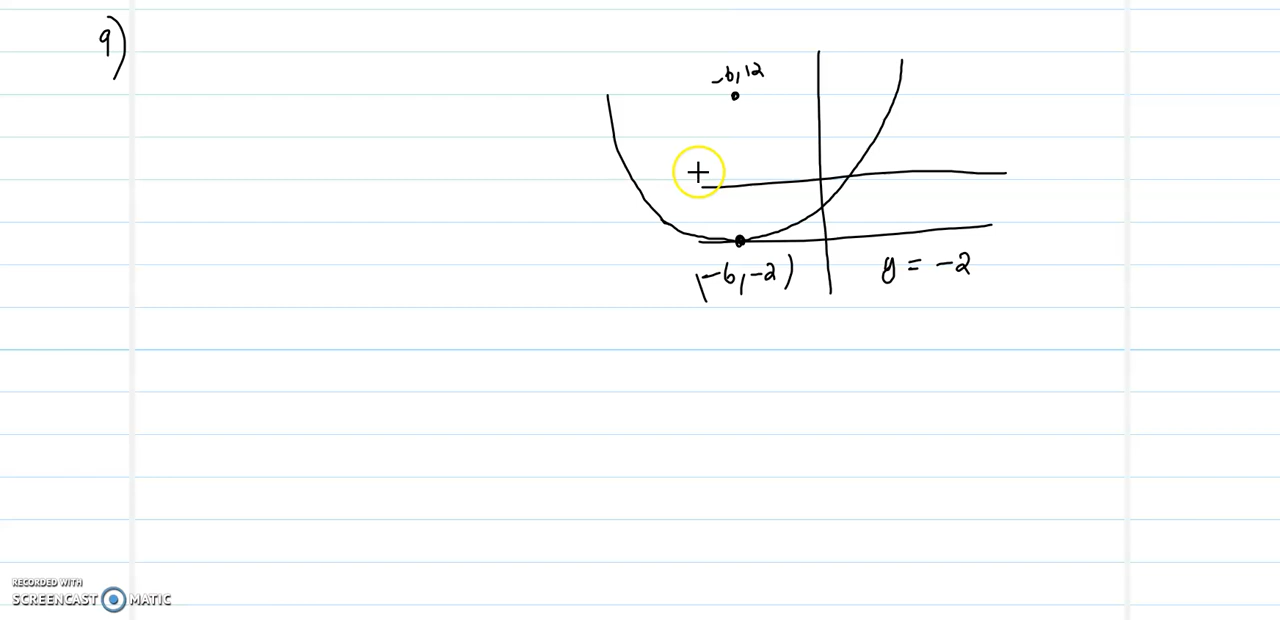 9)
-6, 12
(-6, -2)
y = -2
RECORDED WITH
SCREENCAST MATIC